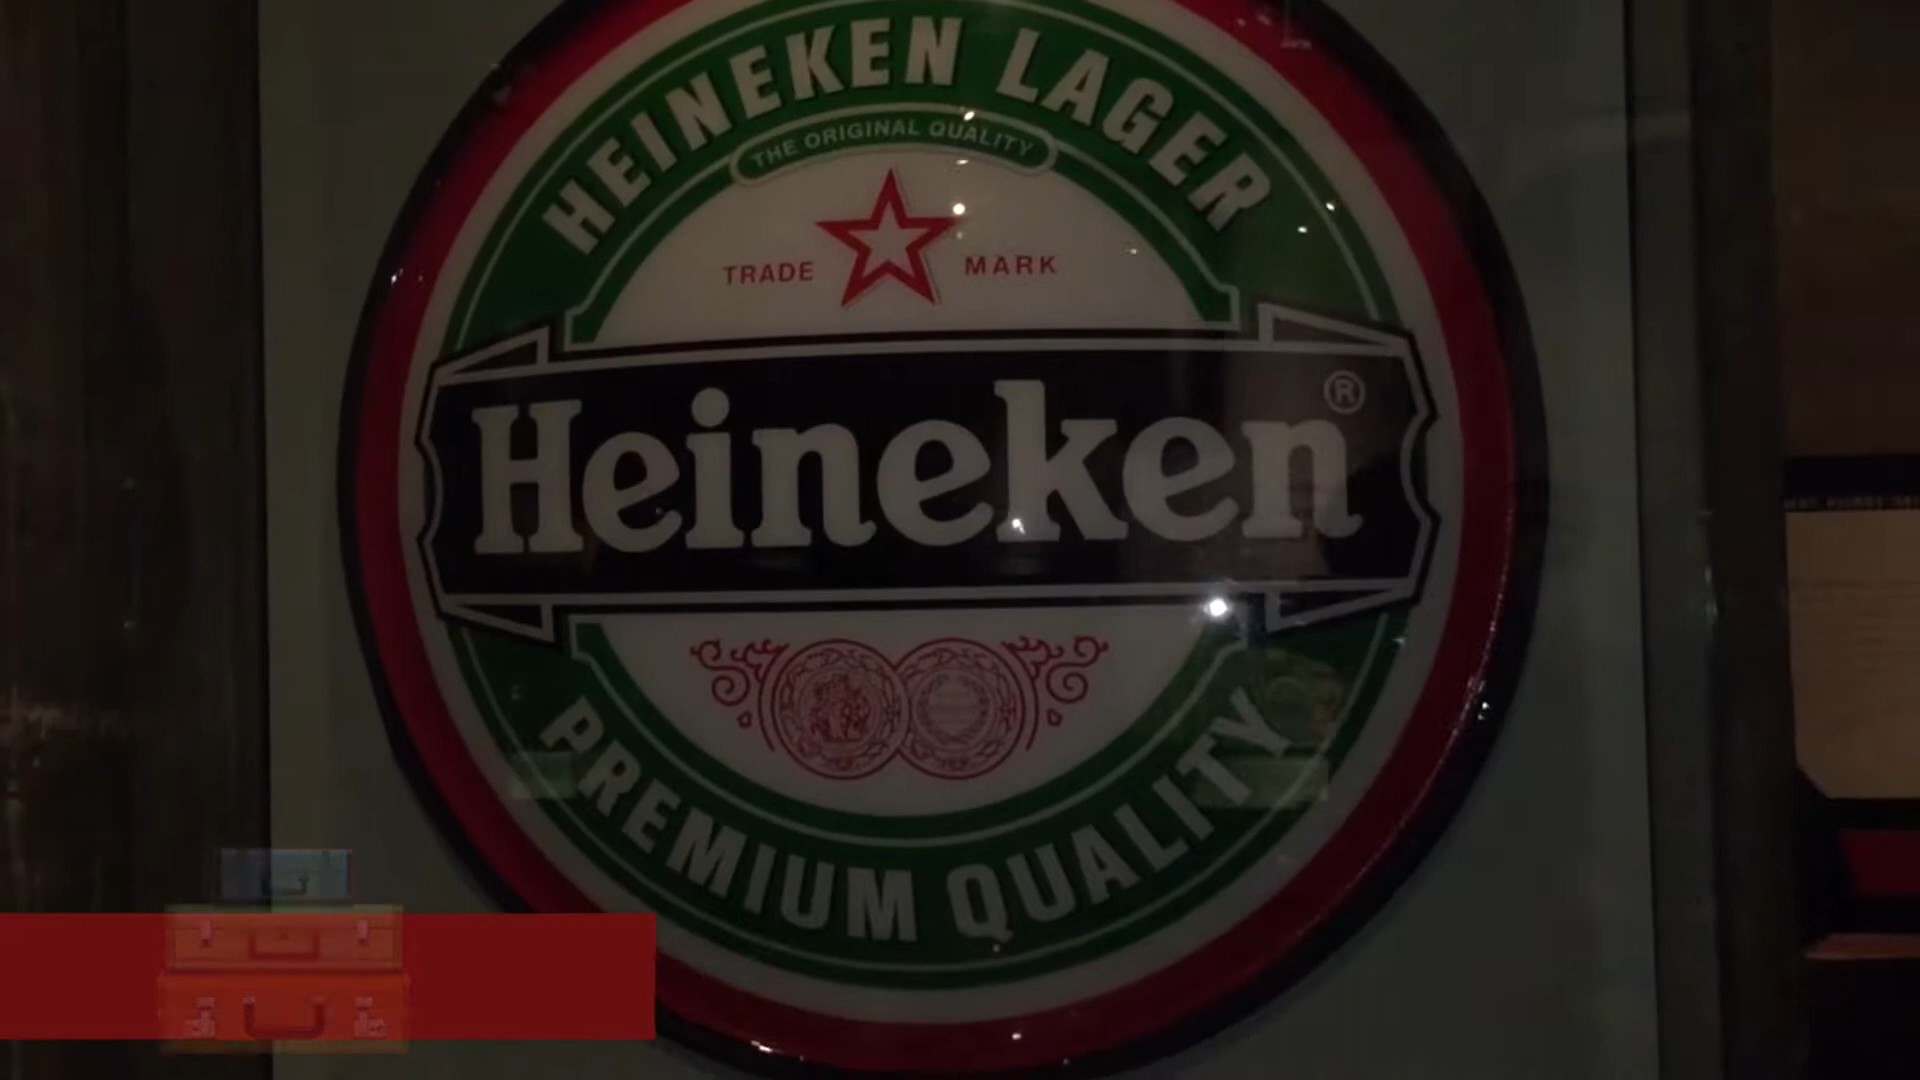 HEINEKEN LAGER
THE ORIGINAL QUALITY
TRADE MARK
Heineken®
PREMIUM QUALITY